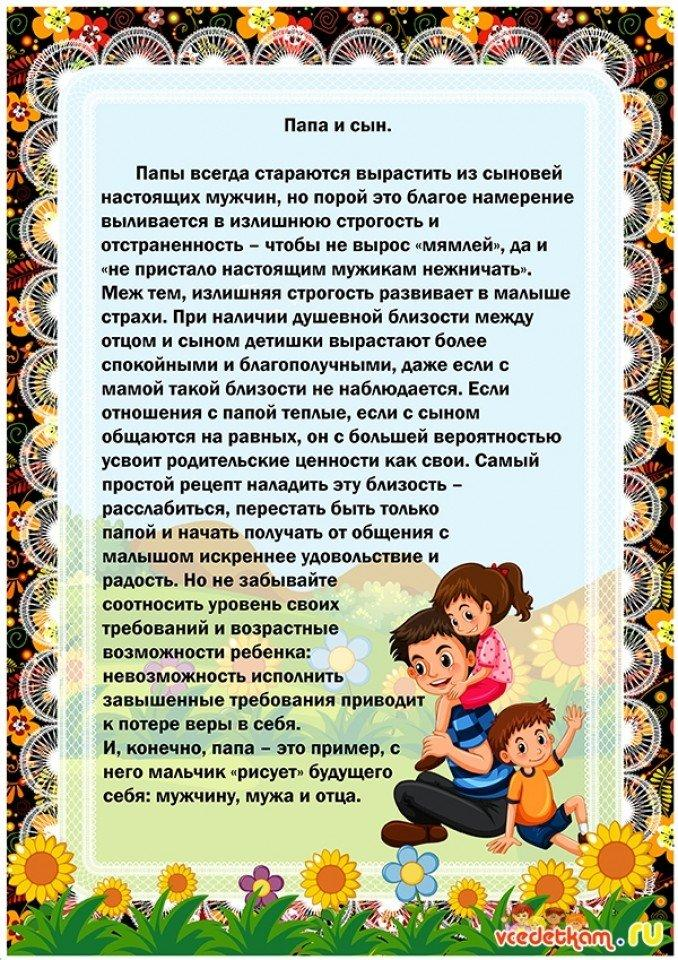 Папа и сын.
Папы всегда стараются вырастить из сыновей
настоящих мужчин, но порой это благое намерение
выливается в излишнюю строгость и
отстраненность – чтобы не вырос «мямлей», да и
«не пристало настоящим мужикам нежничать».
Меж тем, излишняя строгость развивает в малыше
страхи. При наличии душевной близости между
отцом и сыном детишки вырастают более
спокойными и благополучными, даже если с
мамой такой близости не наблюдается. Если
отношения с папой теплые, если с сыном
общаются на равных, он с большей вероятностью
усвоит родительские ценности как свои. Самый
простой рецепт наладить эту близость –
расслабиться, перестать быть только
папой и начать получать от общения с
малышом искреннее удовольствие и
радость. Но не забывайте
соотносить уровень своих
требований и возрастные
возможности ребенка:
невозможность исполнить
завышенные требования приводит
к потере веры в себя.
И, конечно, папа – это пример, с
него мальчик «рисует» будущего
себя: мужчину, мужа и отца.
vcedetkam.ru